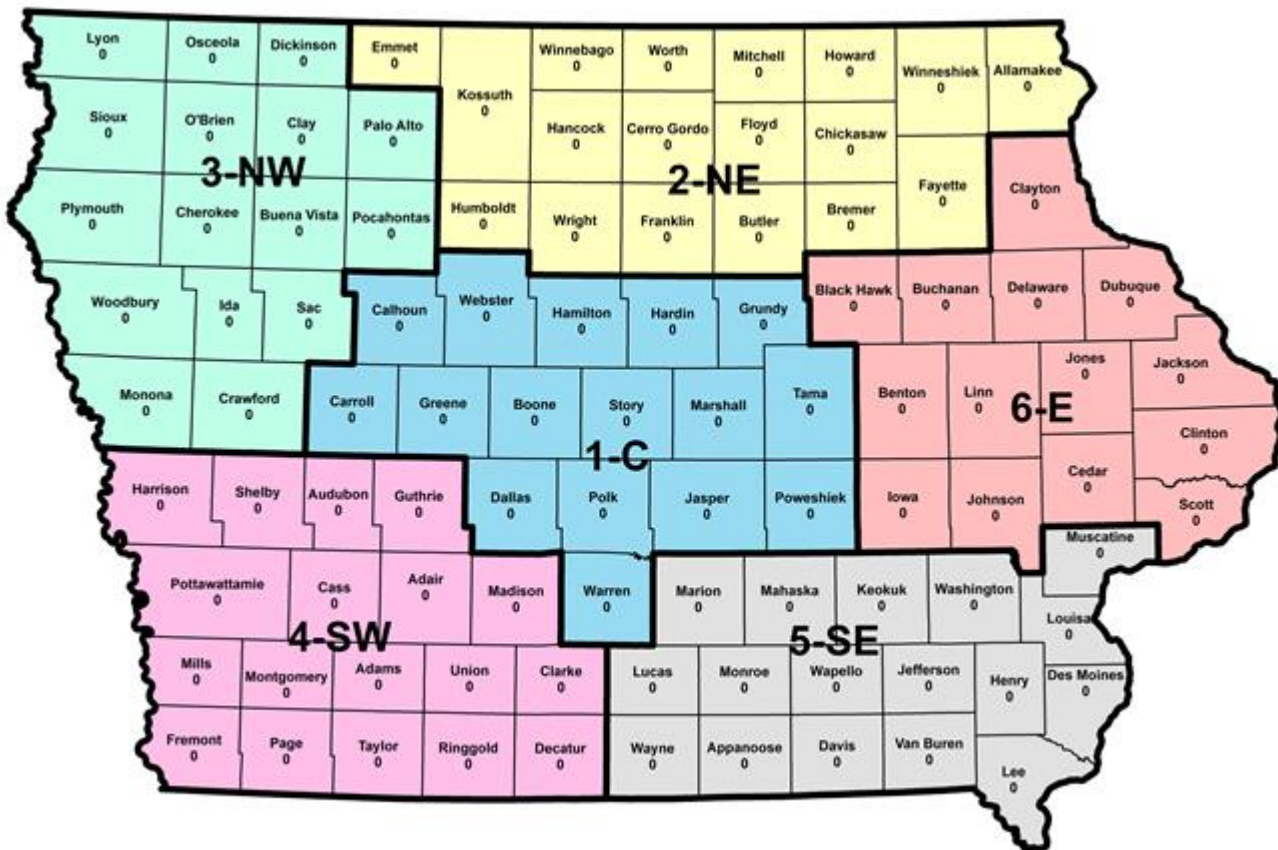 Lyon
0
Osceola
0
Dickinson
0
Emmet
0
Kossuth
0
Winnebago
0
Worth
0
Mitchell
0
Howard
0
Winneshiek
0
Allamakee
0
Sioux
0
O'Brien
0
Clay
0
Palo Alto
0
Hancock
0
Cerro Gordo
0
Floyd
0
Chickasaw
0
3-NW
2-NE
Fayette
0
Clayton
0
Plymouth
0
Cherokee
0
Buena Vista
0
Pocahontas
0
Humboldt
0
Wright
0
Franklin
0
Butler
0
Bremer
0
Woodbury
0
Ida
0
Sac
0
Calhoun
0
Webster
0
Hamilton
0
Hardin
0
Grundy
0
Black Hawk
0
Buchanan
0
Delaware
0
Dubuque
0
Monona
0
Crawford
0
Carroll
0
Greene
0
Boone
0
Story
0
Marshall
0
Tama
0
Benton
0
Linn
0
Jones
0
Jackson
0
6-E
1-C
Clinton
0
Harrison
0
Shelby
0
Audubon
0
Guthrie
0
Dallas
0
Polk
0
Jasper
0
Poweshiek
0
Iowa
0
Johnson
0
Cedar
0
Scott
0
Muscatine
0
Pottawattamie
0
Cass
0
Adair
0
Madison
0
Warren
0
Marion
0
Mahaska
0
Keokuk
0
Washington
0
Louisa
0
4-SW
5-SE
Mills
0
Montgomery
0
Adams
0
Union
0
Clarke
0
Lucas
0
Monroe
0
Wapello
0
Jefferson
0
Henry
0
Des Moines
0
Fremont
0
Page
0
Taylor
0
Ringgold
0
Decatur
0
Wayne
0
Appanoose
0
Davis
0
Van Buren
0
Lee
0